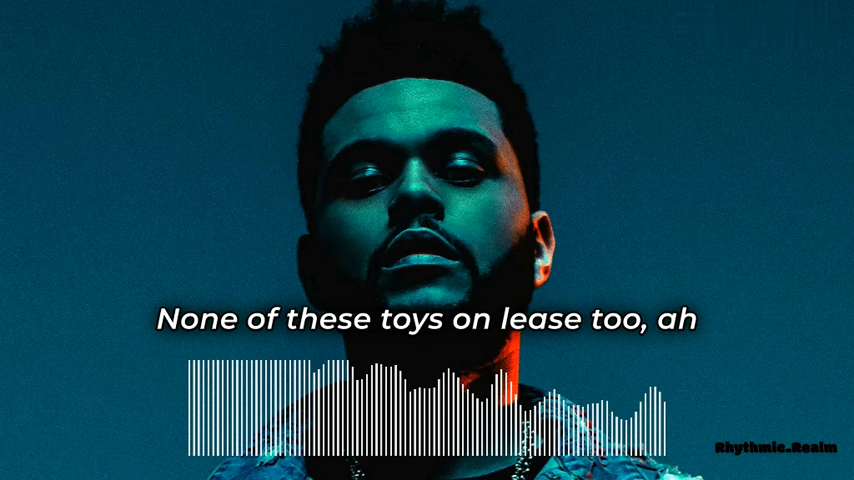 None of these toys on lease too, ah
Rhythmic_Realm